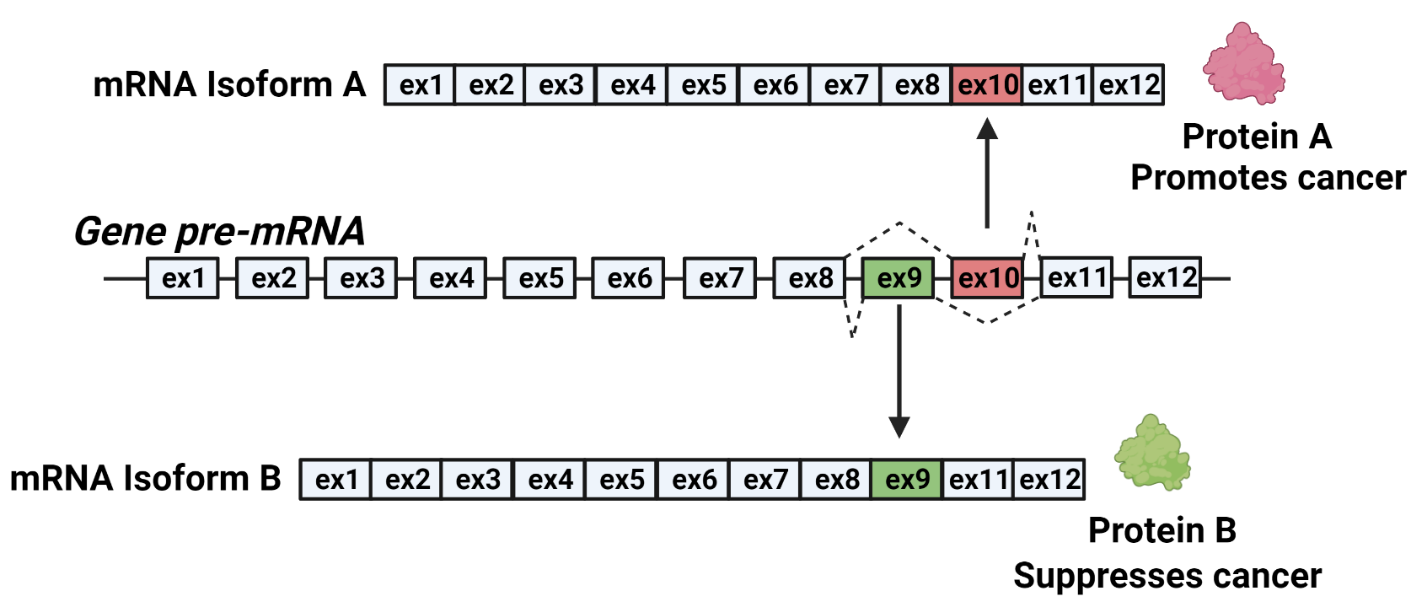 mRNA Isoform A ex1 ex2 ex3 ex4 ex5 ex6 ex7 ex8 ex10 ex11 ex12
Protein A
Promotes cancer
Gene pre-mRNA
ex1 ex2 ex3 ex4 ex5 ex6 ex7 ex8 ex9 ex10 ex11 ex12
mRNA Isoform B ex1 ex2 ex3 ex4 ex5 ex6 ex7 ex8 ex9 ex11 ex12
Protein B
Suppresses cancer